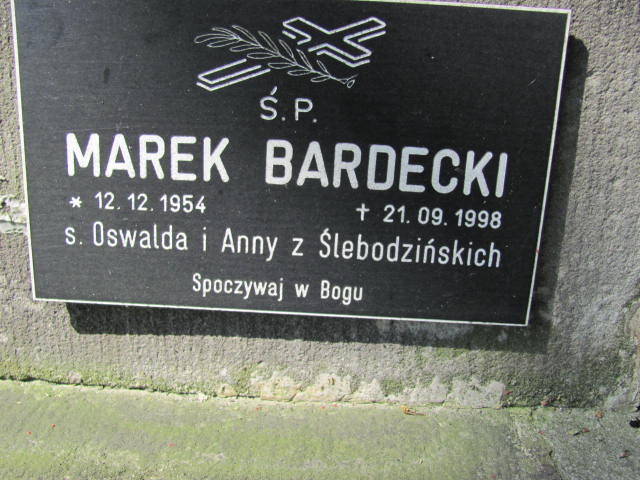 Ś.P.
MAREK BARDECKI
* 12.12.1954 † 21.09.1998
s. Oswalda i Anny z Ślebodzińskich
Spoczywaj w Bogu